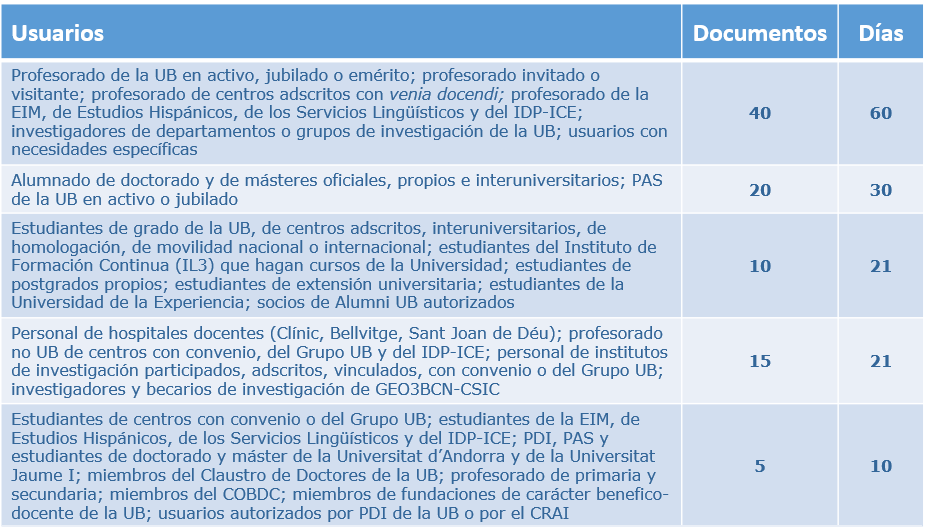 Usuarios Documentos Días
Profesorado de la UB en activo, jubilado o emérito; profesorado invitado o
visitante; profesorado de centros adscritos con venia docendi; profesorado de la
EIM, de Estudios Hispánicos, de los Servicios Lingüísticos y del IDP-ICE;
investigadores de departamentos o grupos de investigación de la UB; usuarios con
necesidades específicas
40 60
Alumnado de doctorado y de másteres oficiales, propios e interuniversitarios; PAS
de la UB en activo o jubilado
20 30
Estudiantes de grado de la UB, de centros adscritos, interuniversitarios, de
homologación, de movilidad nacional o internacional; estudiantes del Instituto de
Formación Continua (IL3) que hagan cursos de la Universidad; estudiantes de
postgrados propios; estudiantes de extensión universitaria; estudiantes de la
Universidad de la Experiencia; socios de Alumni UB autorizados
10 21
Personal de hospitales docentes (Clínic, Bellvitge, Sant Joan de Déu); profesorado
no UB de centros con convenio, del Grupo UB y del IDP-ICE; personal de institutos
de investigación participados, adscritos, vinculados, con convenio o del Grupo UB;
investigadores y becarios de investigación de GEO3BCN-CSIC
15 21
Estudiantes de centros con convenio o del Grupo UB; estudiantes de la EIM, de
Estudios Hispánicos, de los Servicios Lingüísticos y del IDP-ICE; PDI, PAS y
estudiantes de doctorado y máster de la Universitat d’Andorra y de la Universitat
Jaume I; miembros del Claustro de Doctores de la UB; profesorado de primaria y
secundaria; miembros del COBDC; miembros de fundaciones de carácter benefico-
docente de la UB; usuarios autorizados por PDI de la UB o por el CRAI
5 10